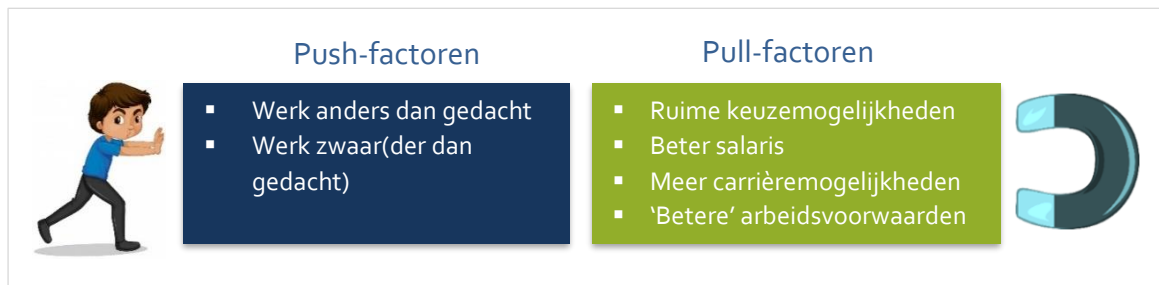 Push-factoren
Pull-factoren
▪ Werk anders dan gedacht
▪ Werk zwaar(der dan
gedacht)
▪ Ruime keuzemogelijkheden
▪ Beter salaris
▪ Meer carrièremogelijkheden
▪ ‘Betere’ arbeidsvoorwaarden